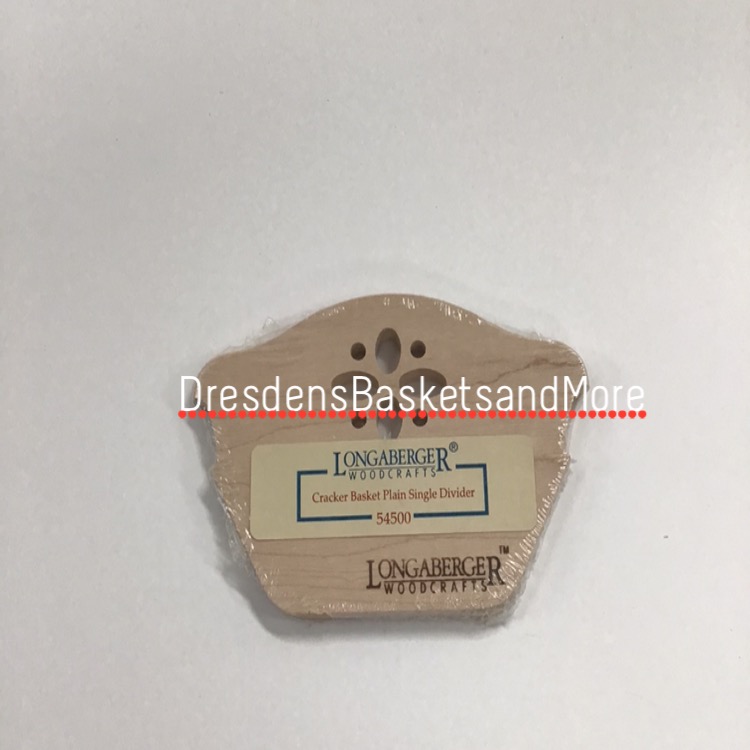 DresdensBasketsandMore
LONGABERGER®
WOODCRAFTS
Cracker Basket Plain Single Divider
54500
LONGABERGER™
WOODCRAFTS